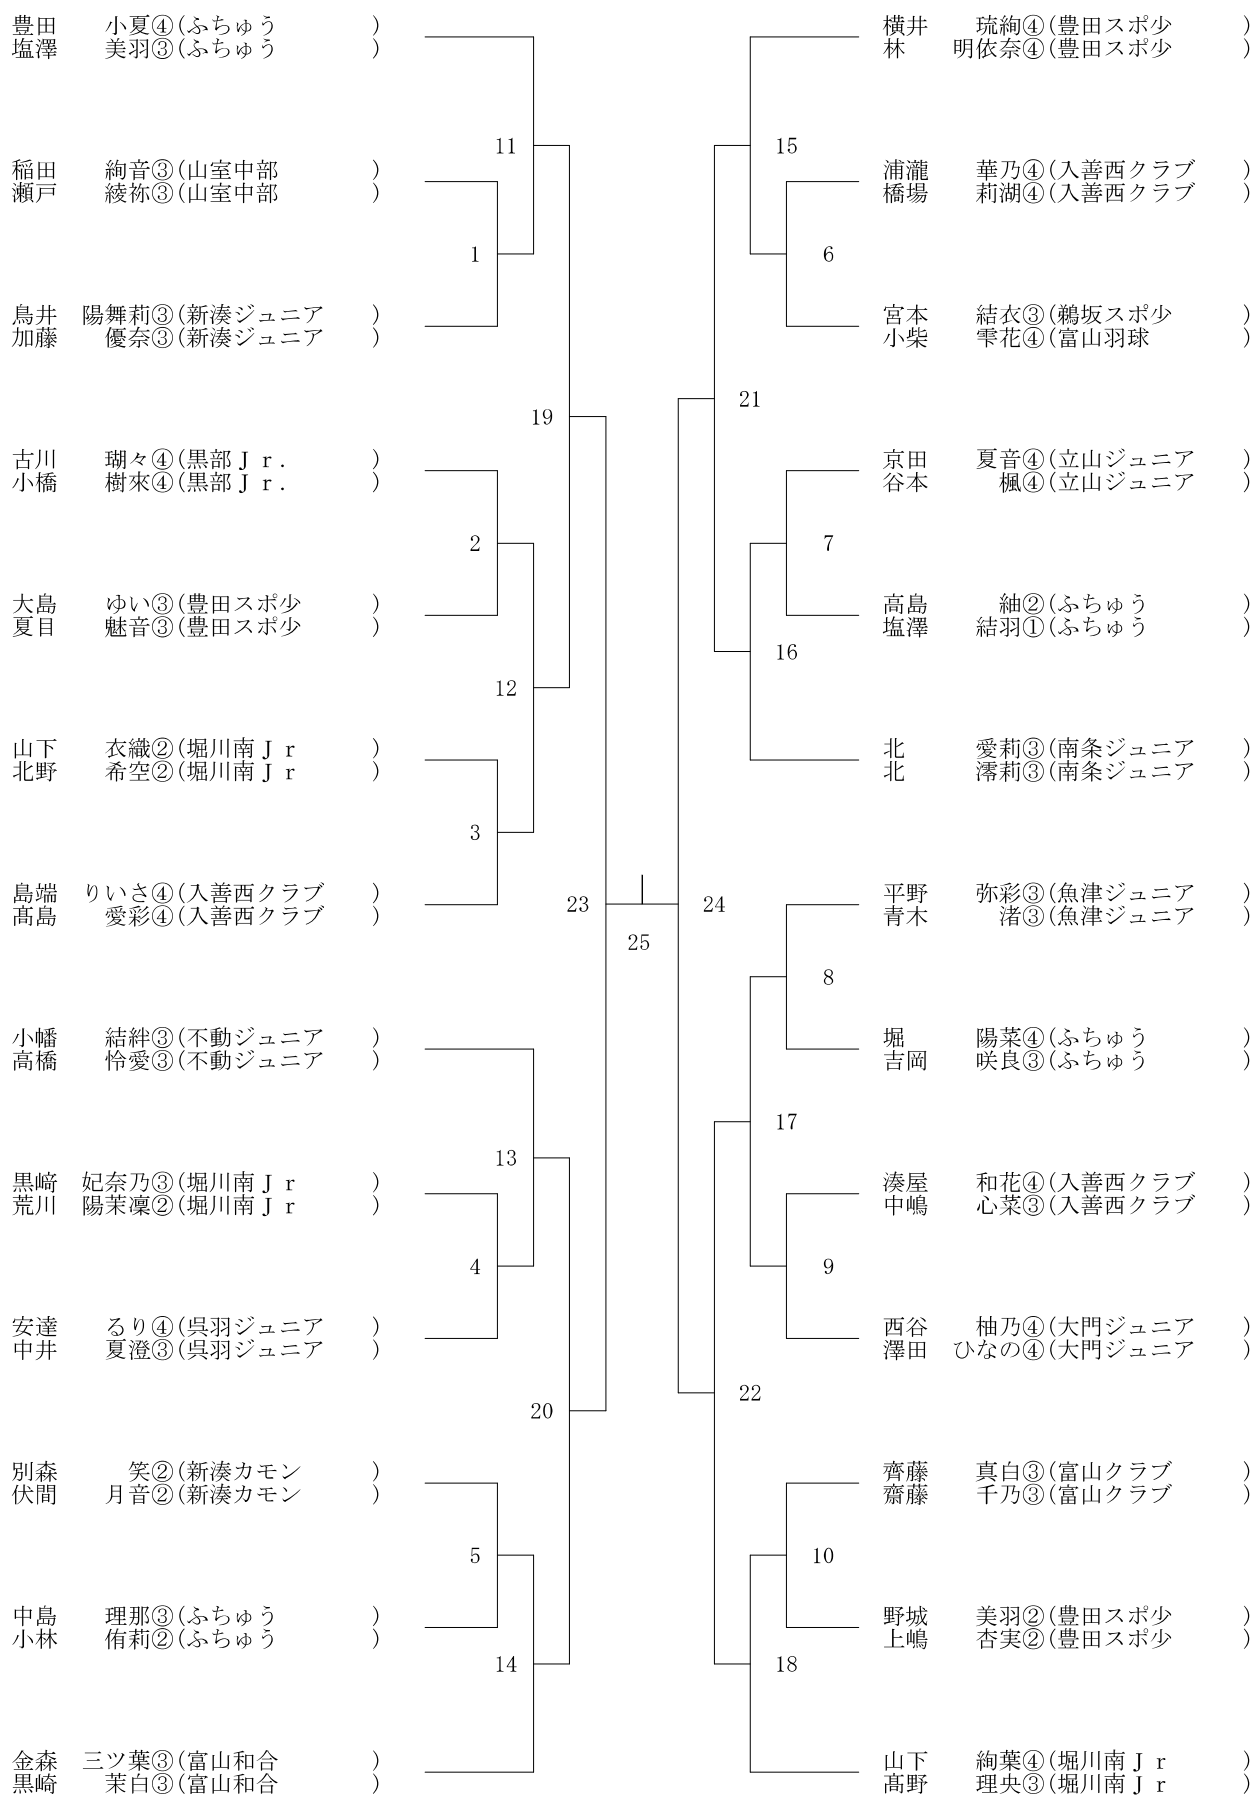 豊田　　小夏④(ふちゅう　　　　)
塩澤　　美羽③(ふちゅう　　　　)
11
稲田　　絢音③(山室中部　　　　)
瀬戸　　綾祢③(山室中部　　　　)
1
鳥井　陽舞莉③(新湊ジュニア　　)
加藤　　優奈③(新湊ジュニア　　)
19
古川　　瑚々④(黒部Ｊｒ．　　　)
小橋　　樹來④(黒部Ｊｒ．　　　)
2
大島　　ゆい③(豊田スポ少　　　)
夏目　　魅音③(豊田スポ少　　　)
12
山下　　衣織②(堀川南Ｊｒ　　　)
北野　　希空②(堀川南Ｊｒ　　　)
3
島端　りいさ④(入善西クラブ　　)
髙島　　愛彩④(入善西クラブ　　)
23
25
小幡　　結絆③(不動ジュニア　　)
高橋　　怜愛③(不動ジュニア　　)
13
黒﨑　妃奈乃③(堀川南Ｊｒ　　　)
荒川　陽茉凜②(堀川南Ｊｒ　　　)
4
安達　　るり④(呉羽ジュニア　　)
中井　　夏澄③(呉羽ジュニア　　)
20
別森　　　笑②(新湊カモン　　　)
伏間　　月音②(新湊カモン　　　)
5
中島　　理那③(ふちゅう　　　　)
小林　　侑莉②(ふちゅう　　　　)
14
金森　三ツ葉③(富山和合　　　　)
黒崎　　茉白③(富山和合　　　　)
横井　　琉絢④(豊田スポ少　　　)
林　　明依奈④(豊田スポ少　　　)
15
浦瀧　　華乃④(入善西クラブ　　)
橋場　　莉湖④(入善西クラブ　　)
6
宮本　　結衣③(鵜坂スポ少　　　)
小柴　　雫花④(富山羽球　　　　)
21
京田　　夏音④(立山ジュニア　　)
谷本　　　楓④(立山ジュニア　　)
7
高島　　　紬②(ふちゅう　　　　)
塩澤　　結羽①(ふちゅう　　　　)
16
北　　　愛莉③(南条ジュニア　　)
北　　　澪莉③(南条ジュニア　　)
24
平野　　弥彩③(魚津ジュニア　　)
青木　　　渚③(魚津ジュニア　　)
8
堀　　　陽菜④(ふちゅう　　　　)
吉岡　　咲良③(ふちゅう　　　　)
17
湊屋　　和花④(入善西クラブ　　)
中嶋　　心菜③(入善西クラブ　　)
9
西谷　　柚乃④(大門ジュニア　　)
澤田　ひなの④(大門ジュニア　　)
22
齊藤　　真白③(富山クラブ　　　)
齋藤　　千乃③(富山クラブ　　　)
10
野城　　美羽②(豊田スポ少　　　)
上嶋　　杏実②(豊田スポ少　　　)
18
山下　　絢葉④(堀川南Ｊｒ　　　)
髙野　　理央③(堀川南Ｊｒ　　　)